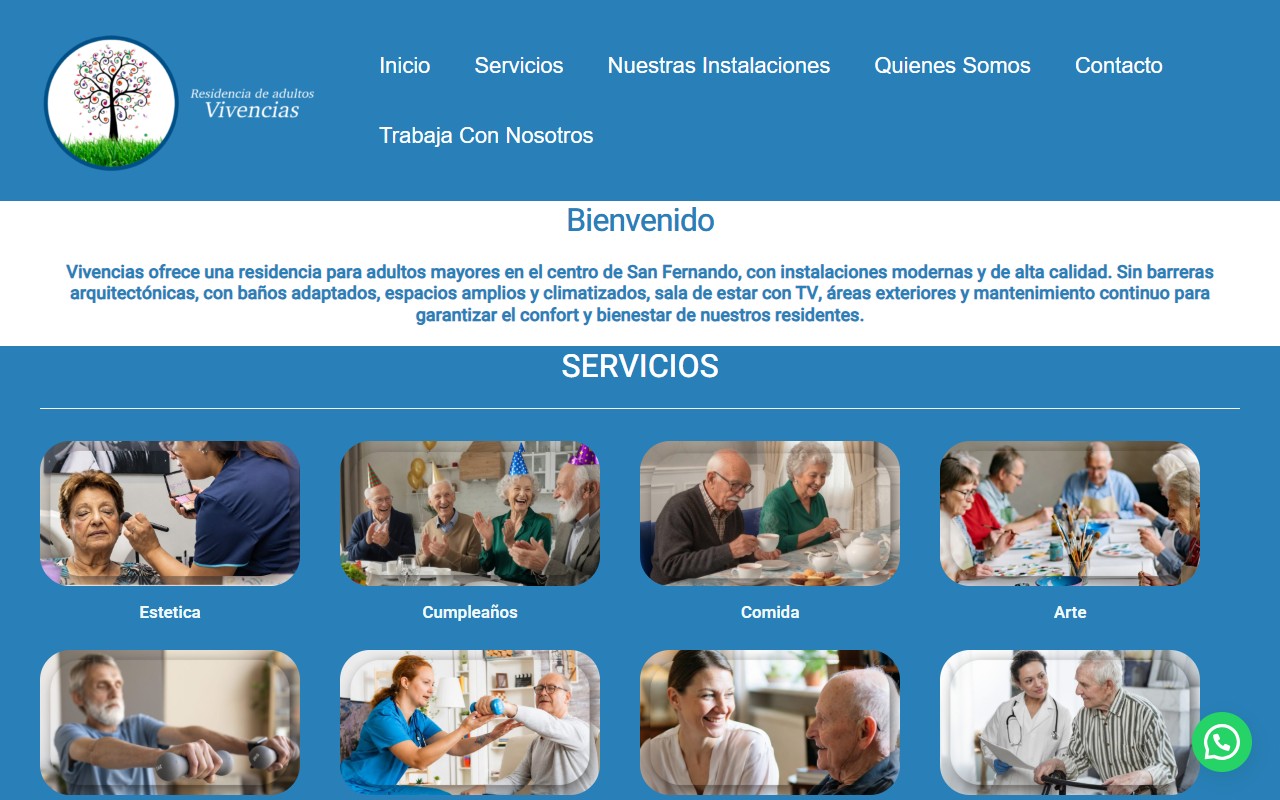 Residencia de adultos
Vivencias
Inicio
Servicios
Nuestras Instalaciones
Quienes Somos
Contacto
Trabaja Con Nosotros
Bienvenido
Vivencias ofrece una residencia para adultos mayores en el centro de San Fernando, con instalaciones modernas y de alta calidad. Sin barreras
arquitectónicas, con baños adaptados, espacios amplios y climatizados, sala de estar con TV, áreas exteriores y mantenimiento continuo para
garantizar el confort y bienestar de nuestros residentes.
SERVICIOS
Estetica
Cumpleaños
Comida
Arte